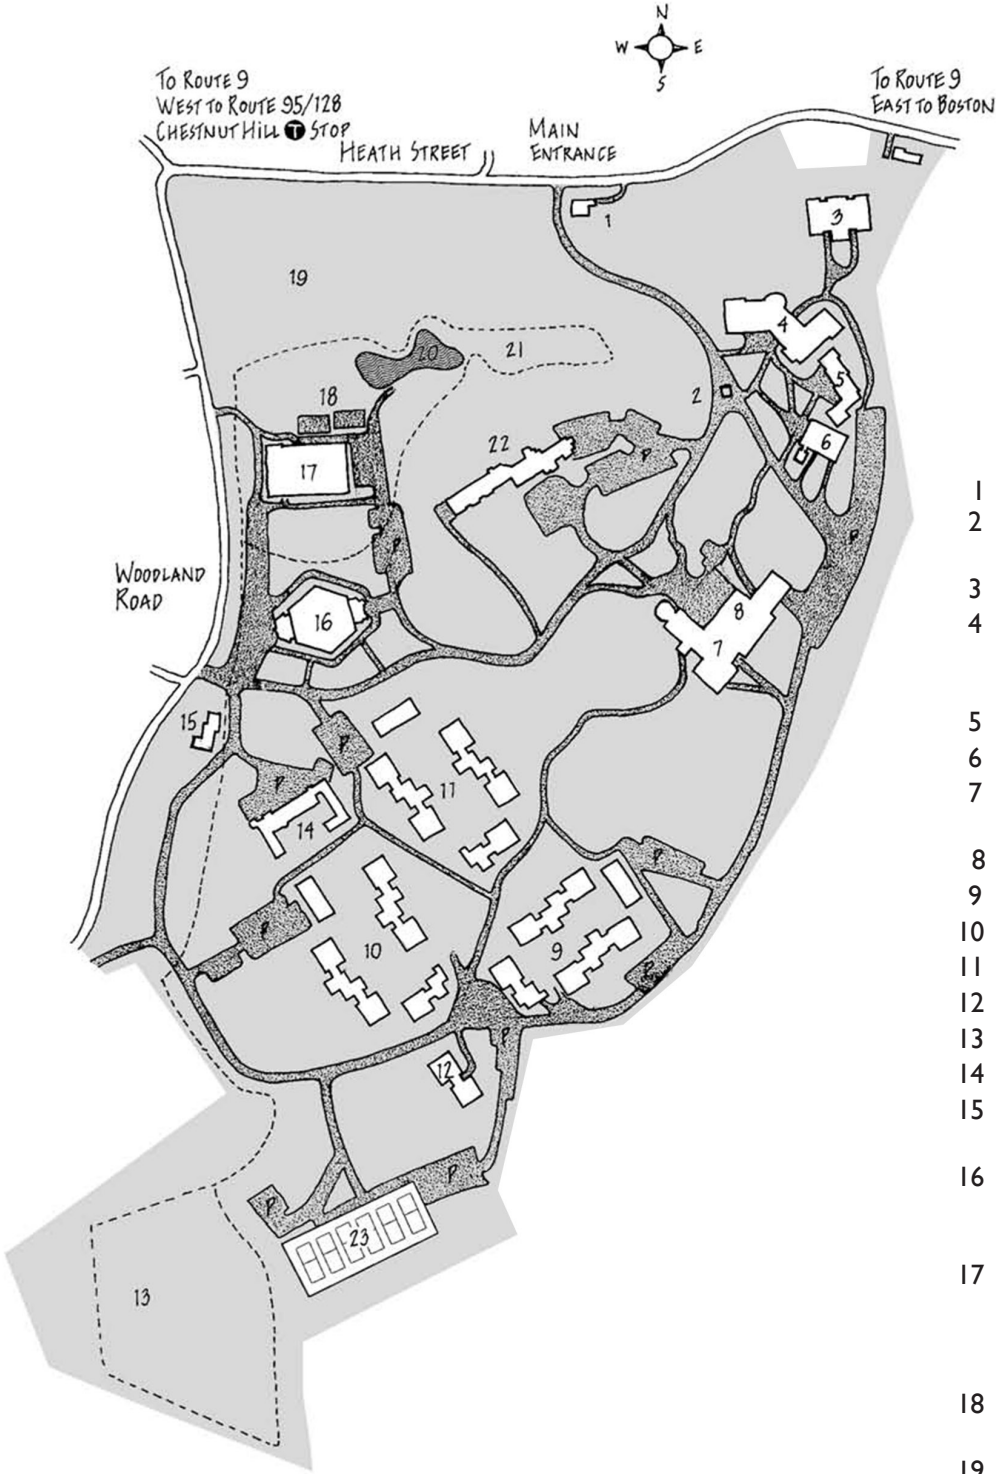 N
W E
S
TO ROUTE 9
WEST TO ROUTE 95/128
CHESTNUT HILL T STOP
HEATH STREET
MAIN
ENTRANCE
TO ROUTE 9
EAST TO BOSTON
1
3
19
4
20
21
5
2
18
22
6
17
P
P
P
WOODLAND
ROAD
16
8
7
15
P
11
P
14
P
10
9
P
P
P
12
P
P
23
13
1
2
3
4
5
6
7
8
9
10
11
12
13
14
15
16
17
18
19